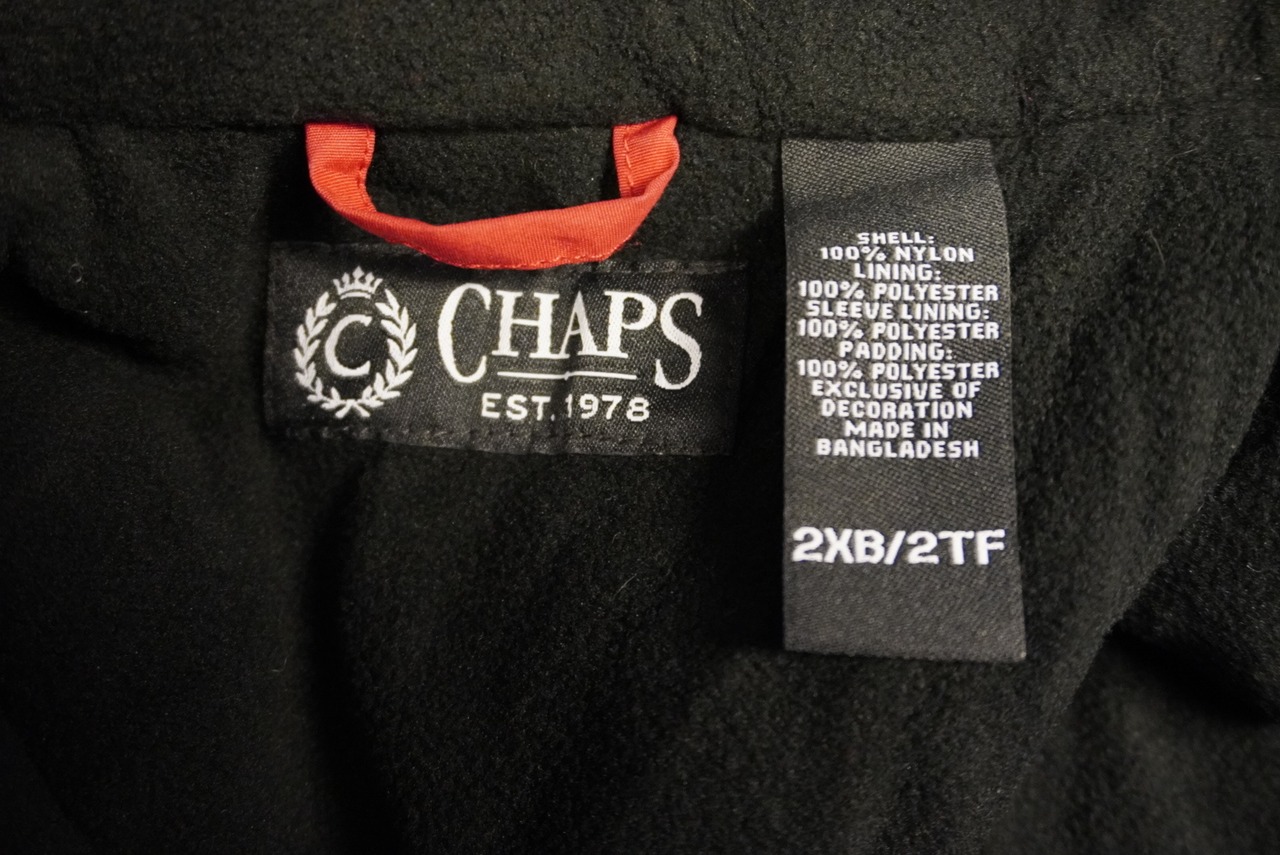 C
CHAPS
EST. 1978
SHELL:
100% NYLON
LINING:
100% POLYESTER
SLEEVE LINING:
100% POLYESTER
PADDING:
100% POLYESTER
EXCLUSIVE OF
DECORATION
MADE IN
BANGLADESH
2XB/2TF